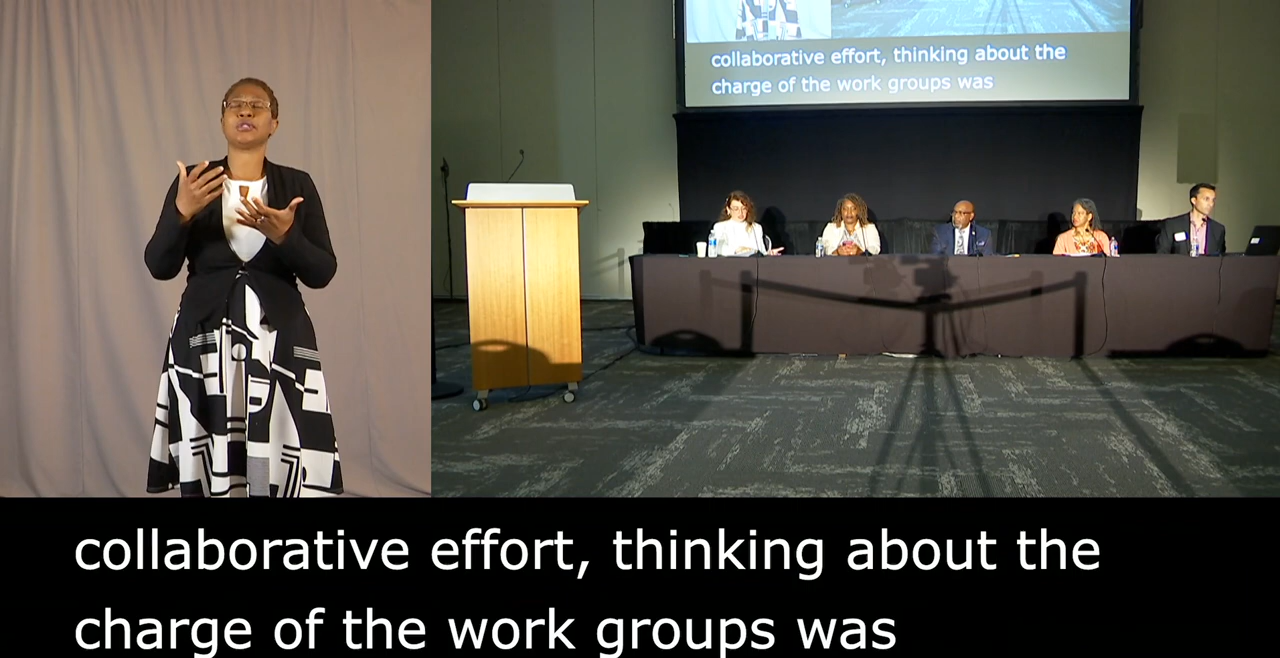 collaborative effort, thinking about the
charge of the work groups was
collaborative effort, thinking about the
charge of the work groups was